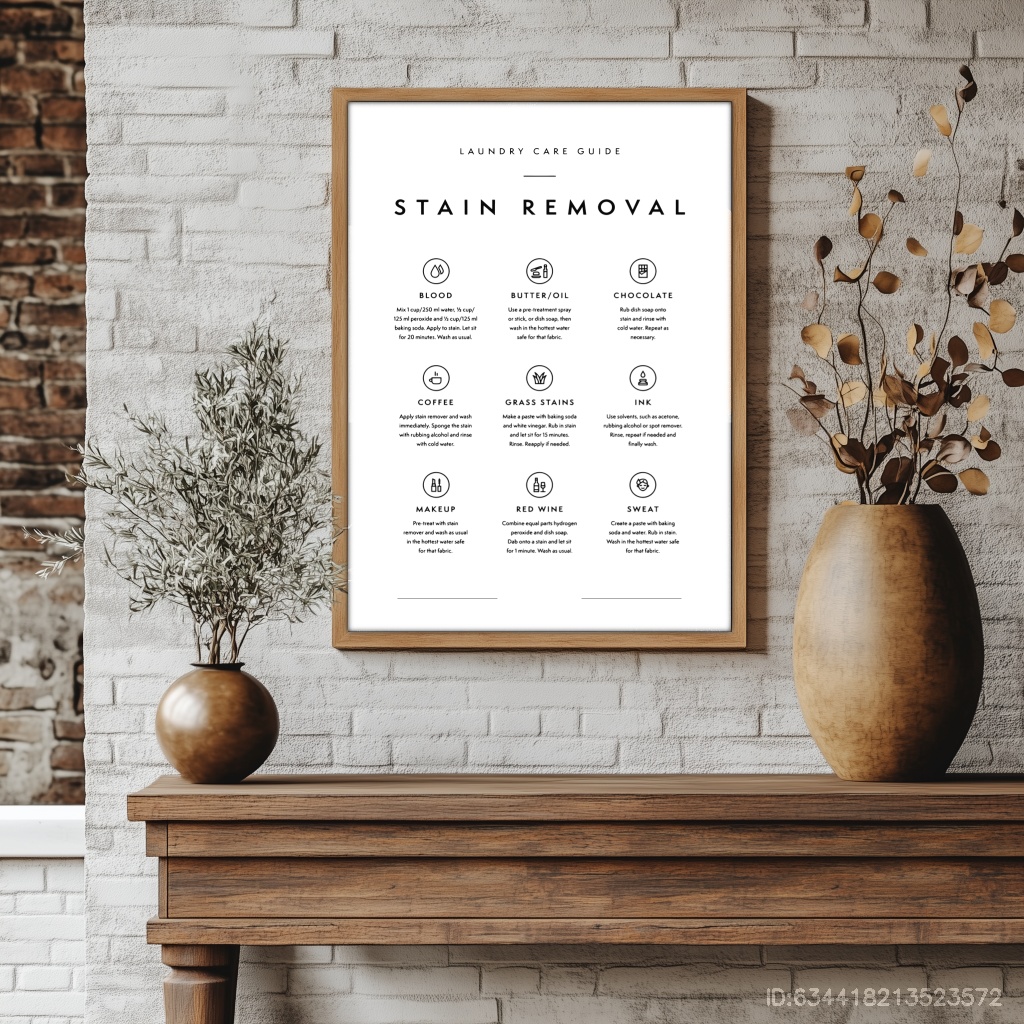 LAUNDRY CARE GUIDE
STAIN REMOVAL
BLOOD
Mix 1 cup/250 ml water, ½ cup/
125 ml peroxide and ½ cup/125 ml
baking soda. Apply to stain. Let sit
for 20 minutes. Wash as usual.
BUTTER/OIL
Use a pre-treatment spray
or stick, or dish soap, then
wash in the hottest water
safe for that fabric.
CHOCOLATE
Rub dish soap onto
stain and rinse with
cold water. Repeat as
necessary.
COFFEE
Apply stain remover and wash
immediately. Sponge the stain
with rubbing alcohol and rinse
with cold water.
GRASS STAINS
Make a paste with baking soda
and white vinegar. Rub in stain
and let sit for 15 minutes.
Rinse. Reapply if needed.
INK
Use solvents, such as acetone,
rubbing alcohol or spot remover.
Rinse, repeat if needed and
finally wash.
MAKEUP
Pre-treat with stain
remover and wash as usual
in the hottest water safe
for that fabric.
RED WINE
Combine equal parts hydrogen
peroxide and dish soap.
Dab onto a stain and let sit
for 1 minute. Wash as usual.
SWEAT
Create a paste with baking
soda and water. Rub in stain.
Wash in the hottest water safe
for that fabric.
ID:634418213523572